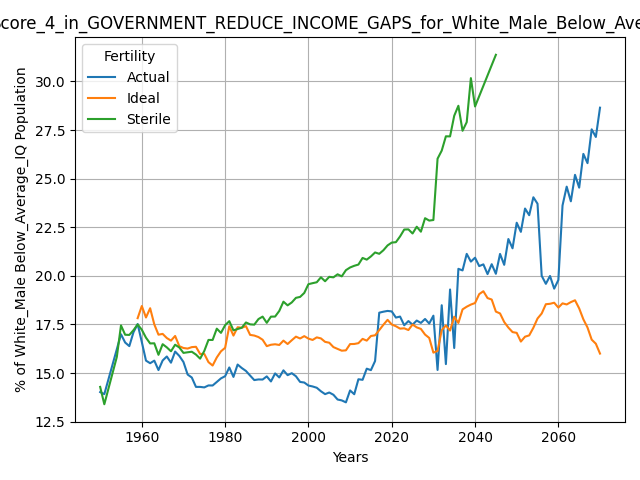 core_4_in_GOVERNMENT_REDUCE_INCOME_GAPS_for_White_Male_Below_Ave
Fertility
Actual
Ideal
Sterile
% of White_Male Below_Average_IQ Population
30.0
27.5
25.0
22.5
20.0
17.5
15.0
12.5
1960
1980
2000
2020
2040
2060
Years